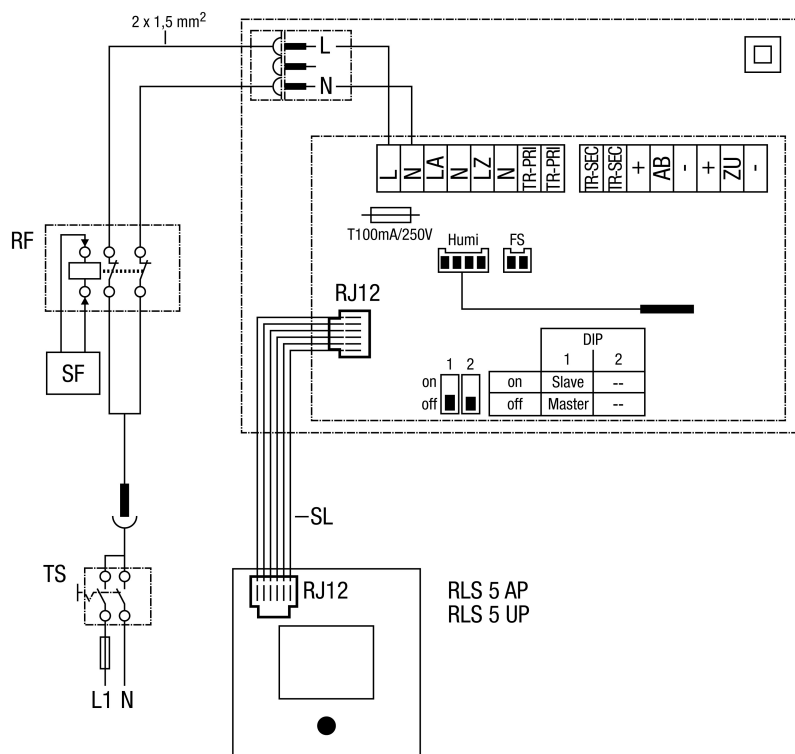 2 x 1,5 mm²
L
N
L
N
LA
N
LZ
N
TR-PRI
TR-PRI
TR-SEC
TR-SEC
+
AB
-
+
ZU
-
T100mA/250V
Humi
FS
RF
RJ12
SF
DIP
1 2
1 2
on
off
on Slave --
off Master --
SL
TS
RJ12
RLS 5 AP
RLS 5 UP
L1 N